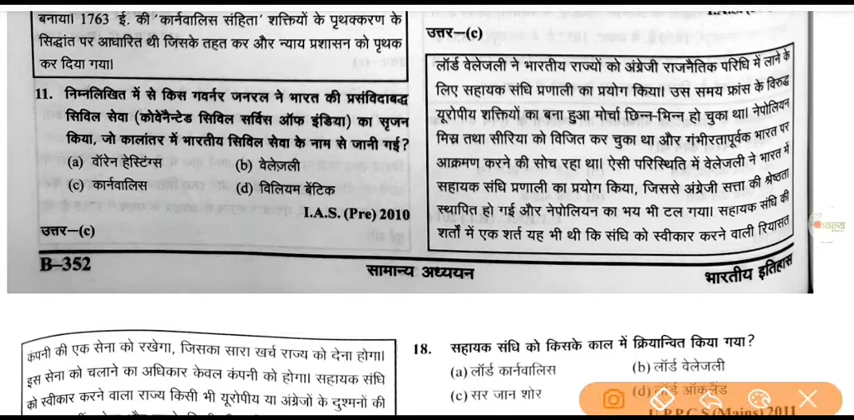 बनाया। 1763 ई. की 'कार्नवालिस संहिता' शक्तियों के पृथक्करण के
सिद्धांत पर आधारित थी जिसके तहत कर और न्याय प्रशासन को पृथक
कर दिया गया।
11. निम्नलिखित में से किस गवर्नर जनरल ने भारत की प्रसंविदाबद्ध
सिविल सेवा (कोवेनैन्टेड सिविल सर्विस ऑफ इंडिया) का सृजन
किया, जो कालांतर में भारतीय सिविल सेवा के नाम से जानी गई?
(a) वॉरेन हेस्टिंग्स (b) वेलेज़ली
(c) कार्नवालिस (d) विलियम बेंटिक
I.A.S. (Pre) 2010
उत्तर–(c)
उत्तर–(c)
लॉर्ड वेलेजली ने भारतीय राज्यों को अंग्रेजी राजनैतिक परिधि में लाने के
लिए सहायक संधि प्रणाली का प्रयोग किया। उस समय फ्रांस के विरुद्ध
यूरोपीय शक्तियों का बना हुआ मोर्चा छिन्न-भिन्न हो चुका था। नेपोलियन
मिस्र तथा सीरिया को विजित कर चुका था और गंभीरतापूर्वक भारत पर
आक्रमण करने की सोच रहा था। ऐसी परिस्थिति में वेलेजली ने भारत में
सहायक संधि प्रणाली का प्रयोग किया, जिससे अंग्रेजी सत्ता की श्रेष्ठता
स्थापित हो गई और नेपोलियन का भय भी टल गया। सहायक संधि की
शर्तों में एक शर्त यह भी थी कि संधि को स्वीकार करने वाली रियासत
B–352 सामान्य अध्ययन भारतीय इतिहास
कंपनी की एक सेना को रखेगा, जिसका सारा खर्च राज्य को देना होगा।
इस सेना को चलाने का अधिकार केवल कंपनी को होगा। सहायक संधि
को स्वीकार करने वाला राज्य किसी भी यूरोपीय या अंग्रेजों के दुश्मनों की
18. सहायक संधि को किसके काल में क्रियान्वित किया गया?
(a) लॉर्ड कार्नवालिस (b) लॉर्ड वेलेजली
(c) सर जान शोर (d) लॉर्ड ऑकलैंड
(Mains) 2011